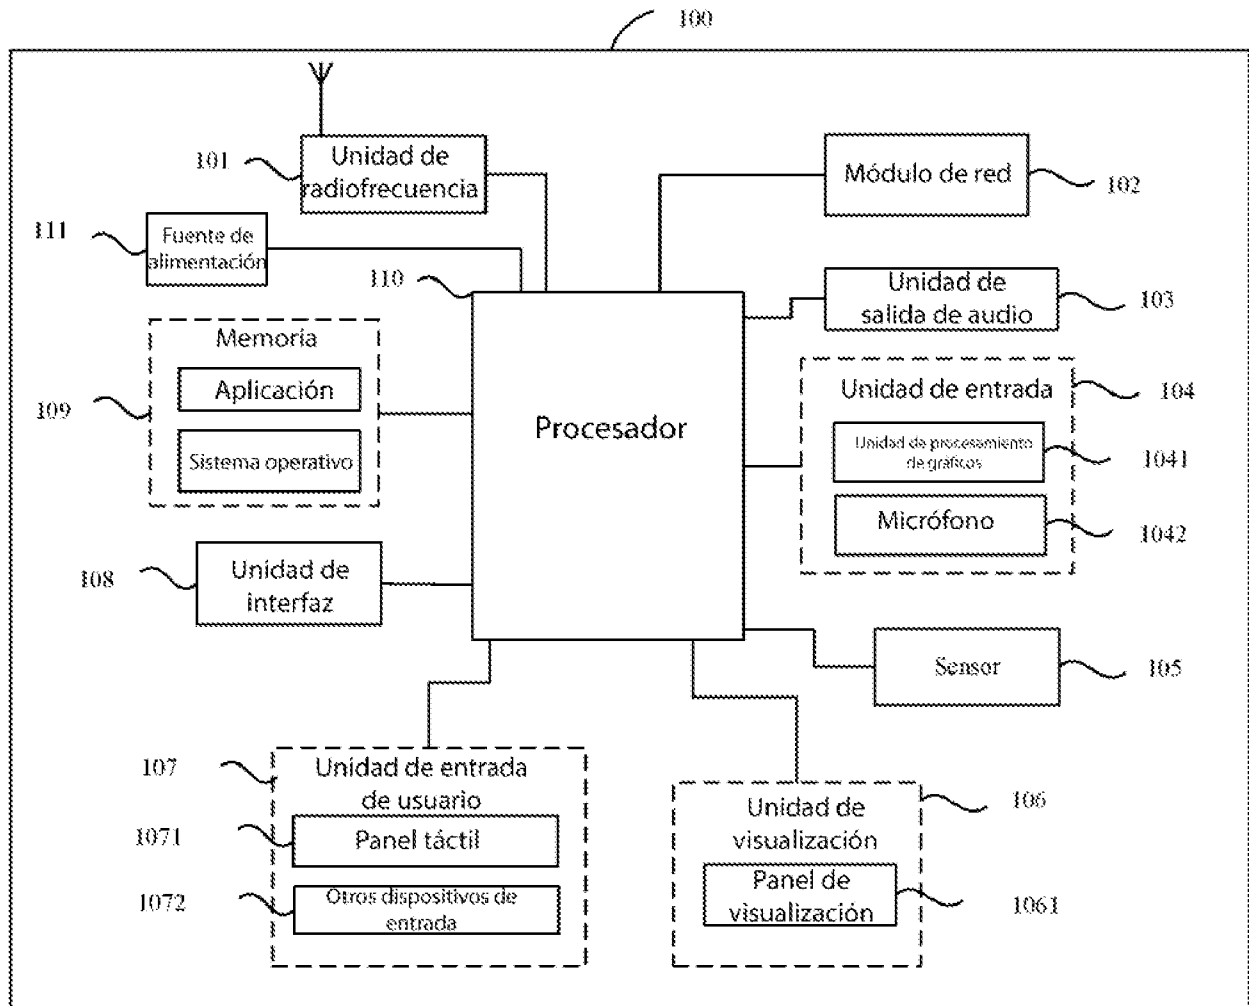 100
101
Unidad de
radiofrecuencia
Módulo de red
102
111
Fuente de
alimentación
110
Unidad de
salida de audio
103
Memoría
Aplicación
Sistema operativo
109
Procesador
Unidad de entrada
104
Unidad de procesamiento
de gráficos
1041
Micrófono
1042
108
Unidad de
interfaz
Sensor
105
107
Unidad de entrada
de usuario
1071
Panel táctil
1072
Otros dispositivos de
entrada
Unidad de
visualización
106
Panel de
visualización
1061